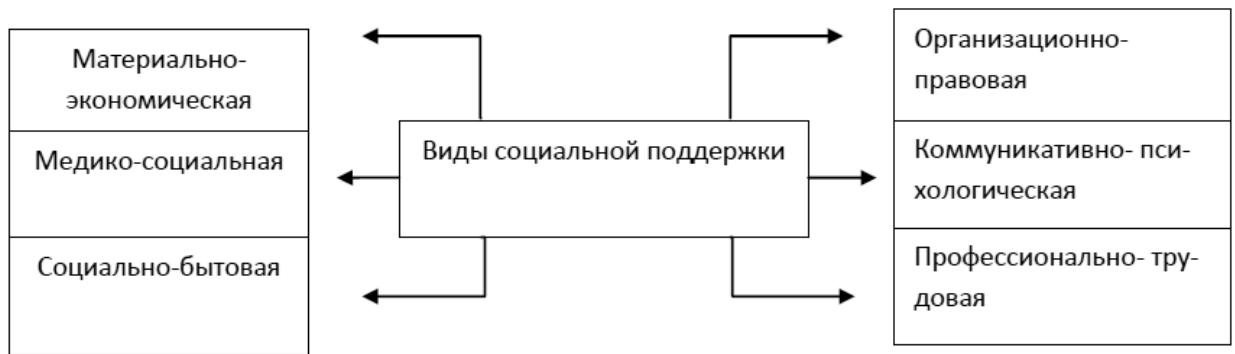 Материально-
экономическая
Медико-социальная
Социально-бытовая
Виды социальной поддержки
Организационно-
правовая
Коммуникативно- пси-
хологическая
Профессионально- тру-
довая